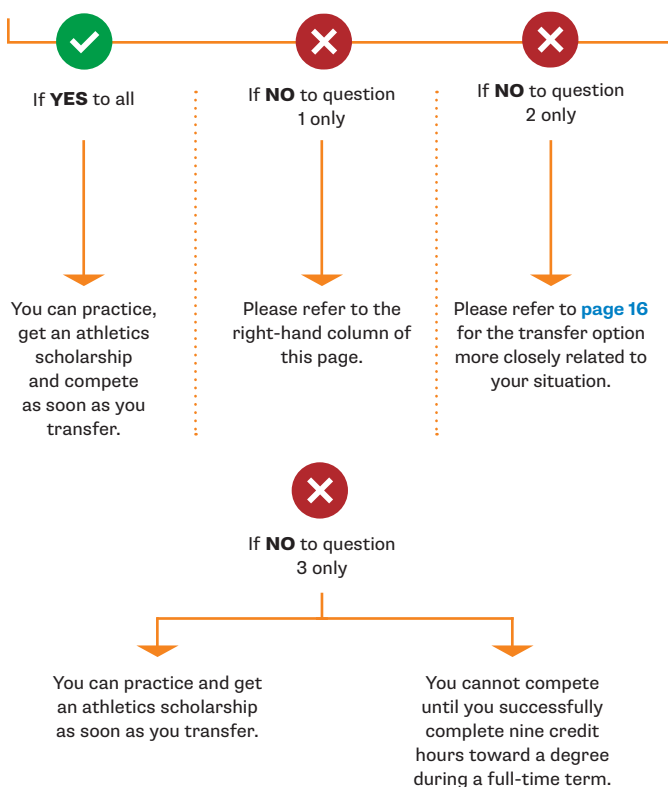 If YES to all
If NO to question
1 only
If NO to question
2 only
You can practice,
get an athletics
scholarship
and compete
as soon as you
transfer.
Please refer to the
right-hand column of
this page.
Please refer to page 16
for the transfer option
more closely related to
your situation.
If NO to question
3 only
You can practice and get
an athletics scholarship
as soon as you transfer.
You cannot compete
until you successfully
complete nine credit
hours toward a degree
during a full-time term.